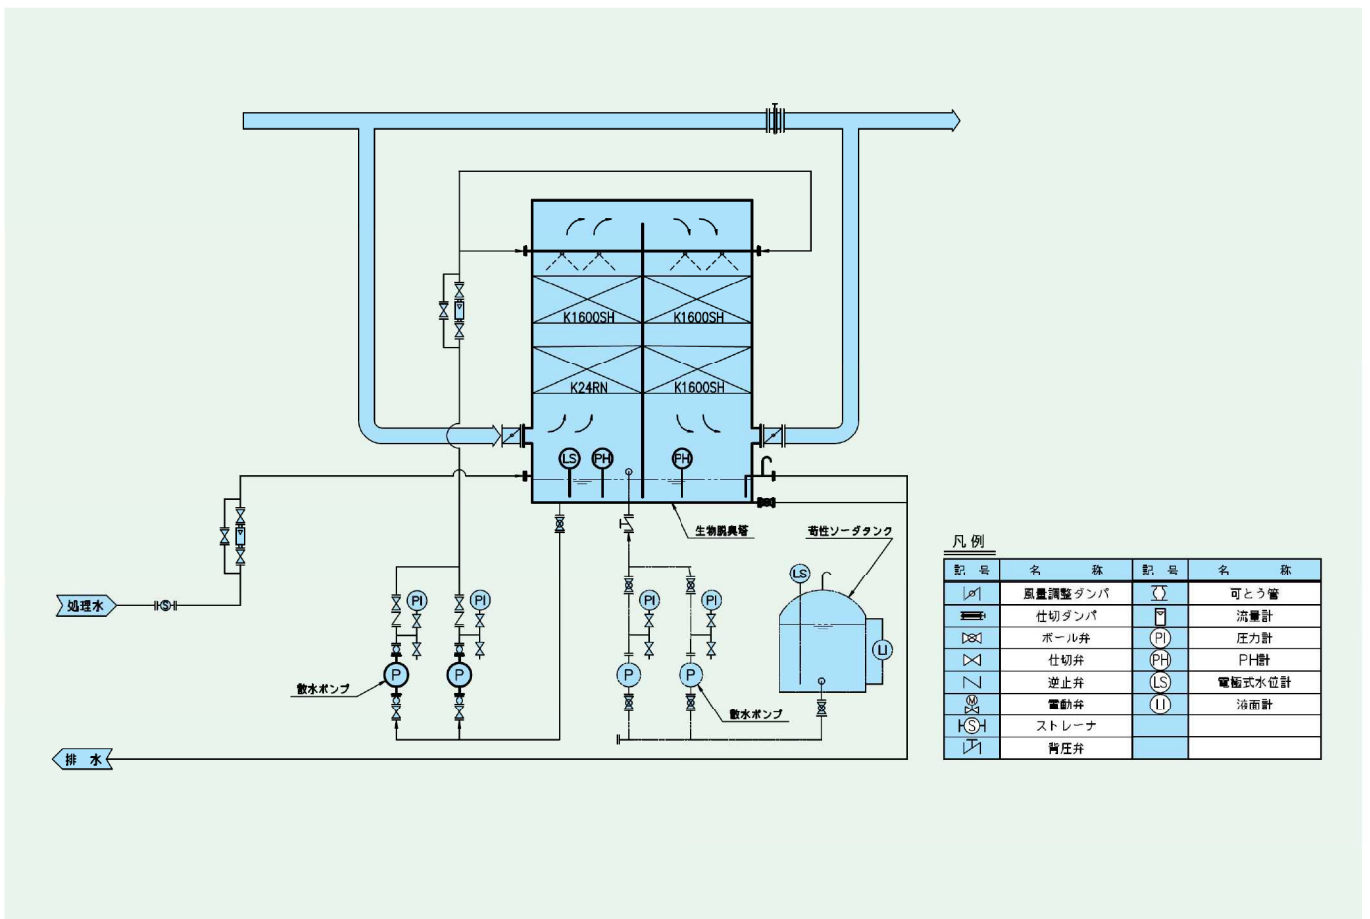 K1600SH K1600SH
K24RN K1600SH
LS PH PH
生物脱臭塔
苛性ソーダタンク
LS
処理水
S
PI PI PI PI
P P P P
LI
散水ポンプ
散水ポンプ
排 水
凡 例
記 号 名 称 記 号 名 称
風量調整ダンパ 可とう管
仕切ダンパ 流量計
ボール弁 PI 圧力計
仕切弁 PH PH計
逆止弁 LS 電極式水位計
M 電動弁 LI 液面計
S ストレーナ
背圧弁